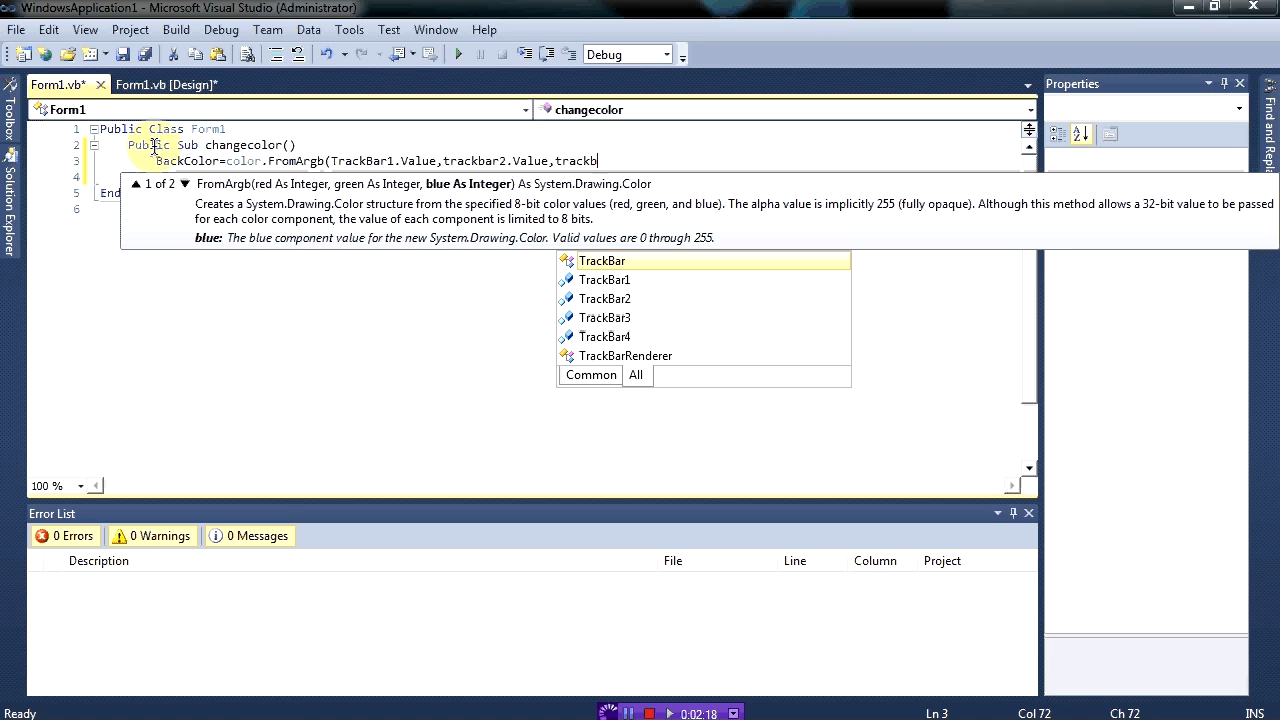 WindowsApplication1 - Microsoft Visual Studio (Administrator)
File Edit View Project Build Debug Team Data Tools Test Window Help
Debug
Form1.vb* Form1.vb [Design]*
Properties
Toolbox
Solution Explorer
Find and Replac
Form1 changecolor
1 Public Class Form1
2 Public Sub changecolor()
3 BackColor=color.FromArgb(TrackBar1.Value,trackbar2.Value,trackb
4
5 End
6
1 of 2 FromArgb(red As Integer, green As Integer, blue As Integer) As System.Drawing.Color
Creates a System.Drawing.Color structure from the specified 8-bit color values (red, green, and blue). The alpha value is implicitly 255 (fully opaque). Although this method allows a 32-bit value to be passed
for each color component, the value of each component is limited to 8 bits.
blue: The blue component value for the new System.Drawing.Color. Valid values are 0 through 255.
TrackBar
TrackBar1
TrackBar2
TrackBar3
TrackBar4
TrackBarRenderer
Common All
100 %
Error List
0 Errors 0 Warnings 0 Messages
Description File Line Column Project
Ready 0:02:18 Ln 3 Col 72 Ch 72 INS